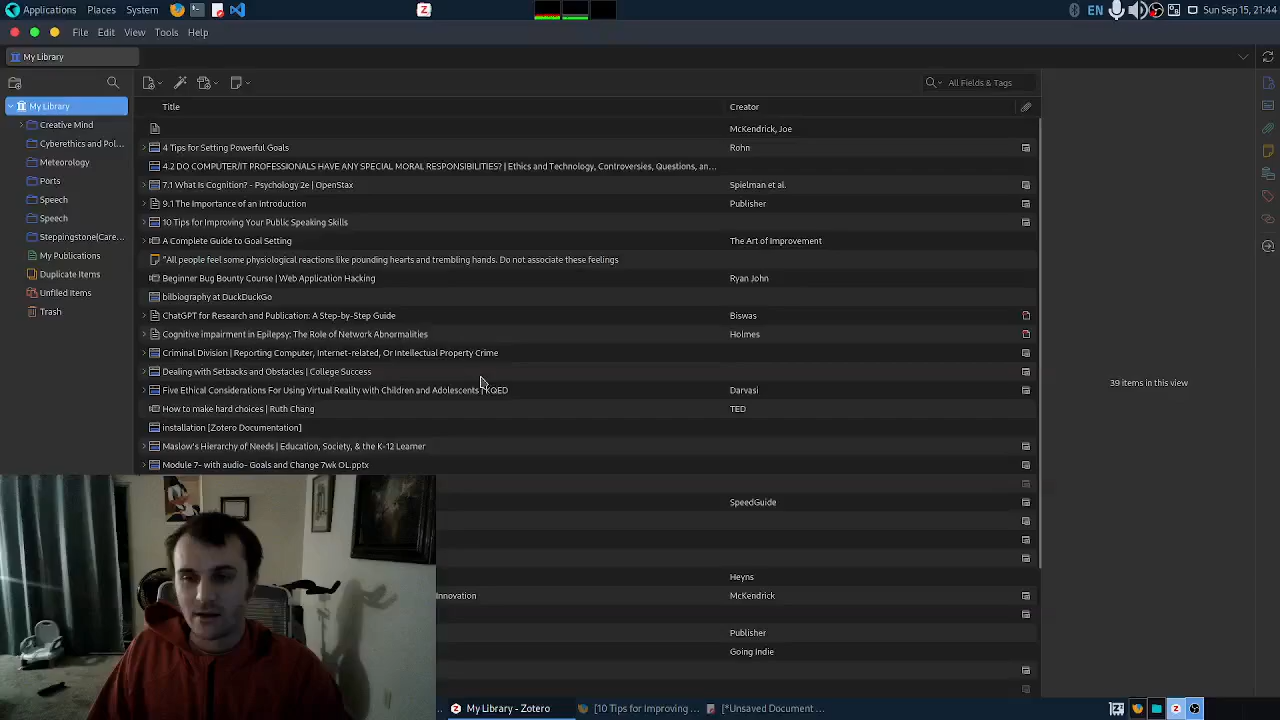 Applications Places System EN Sun Sep 15, 21:44
File Edit View Tools Help
My Library
All Fields & Tags
My Library
Creative Mind
Cyberethics and Pol...
Meteorology
Ports
Speech
Speech
Steppingstone[Care...
My Publications
Duplicate Items
Unfiled Items
Trash
Title Creator
McKendrick, Joe
4 Tips for Setting Powerful Goals Rohn
4.2 DO COMPUTER/IT PROFESSIONALS HAVE ANY SPECIAL MORAL RESPONSIBILITIES? | Ethics and Technology, Controversies, Questions, an...
7.1 What Is Cognition? - Psychology 2e | OpenStax Spielman et al.
9.1 The Importance of an Introduction Publisher
10 Tips for Improving Your Public Speaking Skills
A Complete Guide to Goal Setting The Art of Improvement
"All people feel some physiological reactions like pounding hearts and trembling hands. Do not associate these feelings
Beginner Bug Bounty Course | Web Application Hacking Ryan John
bilbiography at DuckDuckGo
ChatGPT for Research and Publication: A Step-by-Step Guide Biswas
Cognitive impairment in Epilepsy: The Role of Network Abnormalities Holmes
Criminal Division | Reporting Computer, Internet-related, Or Intellectual Property Crime
Dealing with Setbacks and Obstacles | College Success
Five Ethical Considerations For Using Virtual Reality with Children and Adolescents | KQED Darvasi
How to make hard choices | Ruth Chang TED
installation [Zotero Documentation]
Maslow's Hierarchy of Needs | Education, Society, & the K-12 Learner
Module 7- with audio- Goals and Change 7wk OL.pptx
SpeedGuide
Heyns
Innovation McKendrick
Publisher
Going Indie
39 items in this view
My Library - Zotero [10 Tips for Improving ... [*Unsaved Document ...